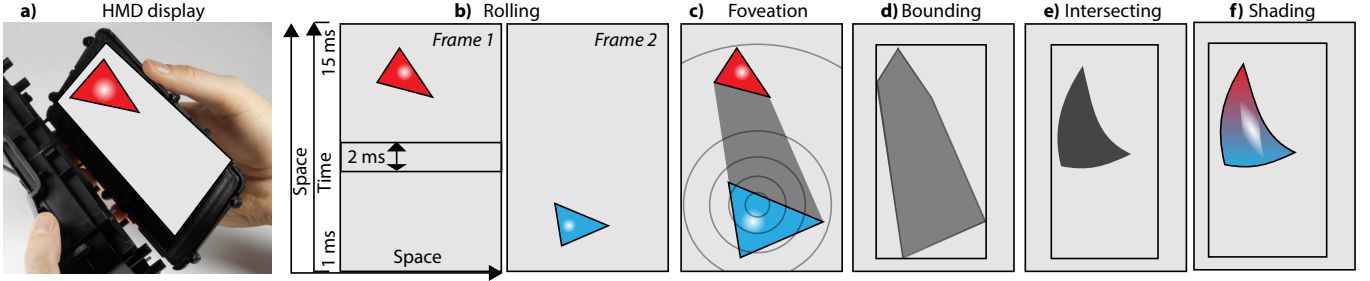 a) HMD display
b) Rolling
c) Foveation
d) Bounding
e) Intersecting
f) Shading
Space
Time
15 ms
1 ms
Frame 1
2 ms
Space
Frame 2